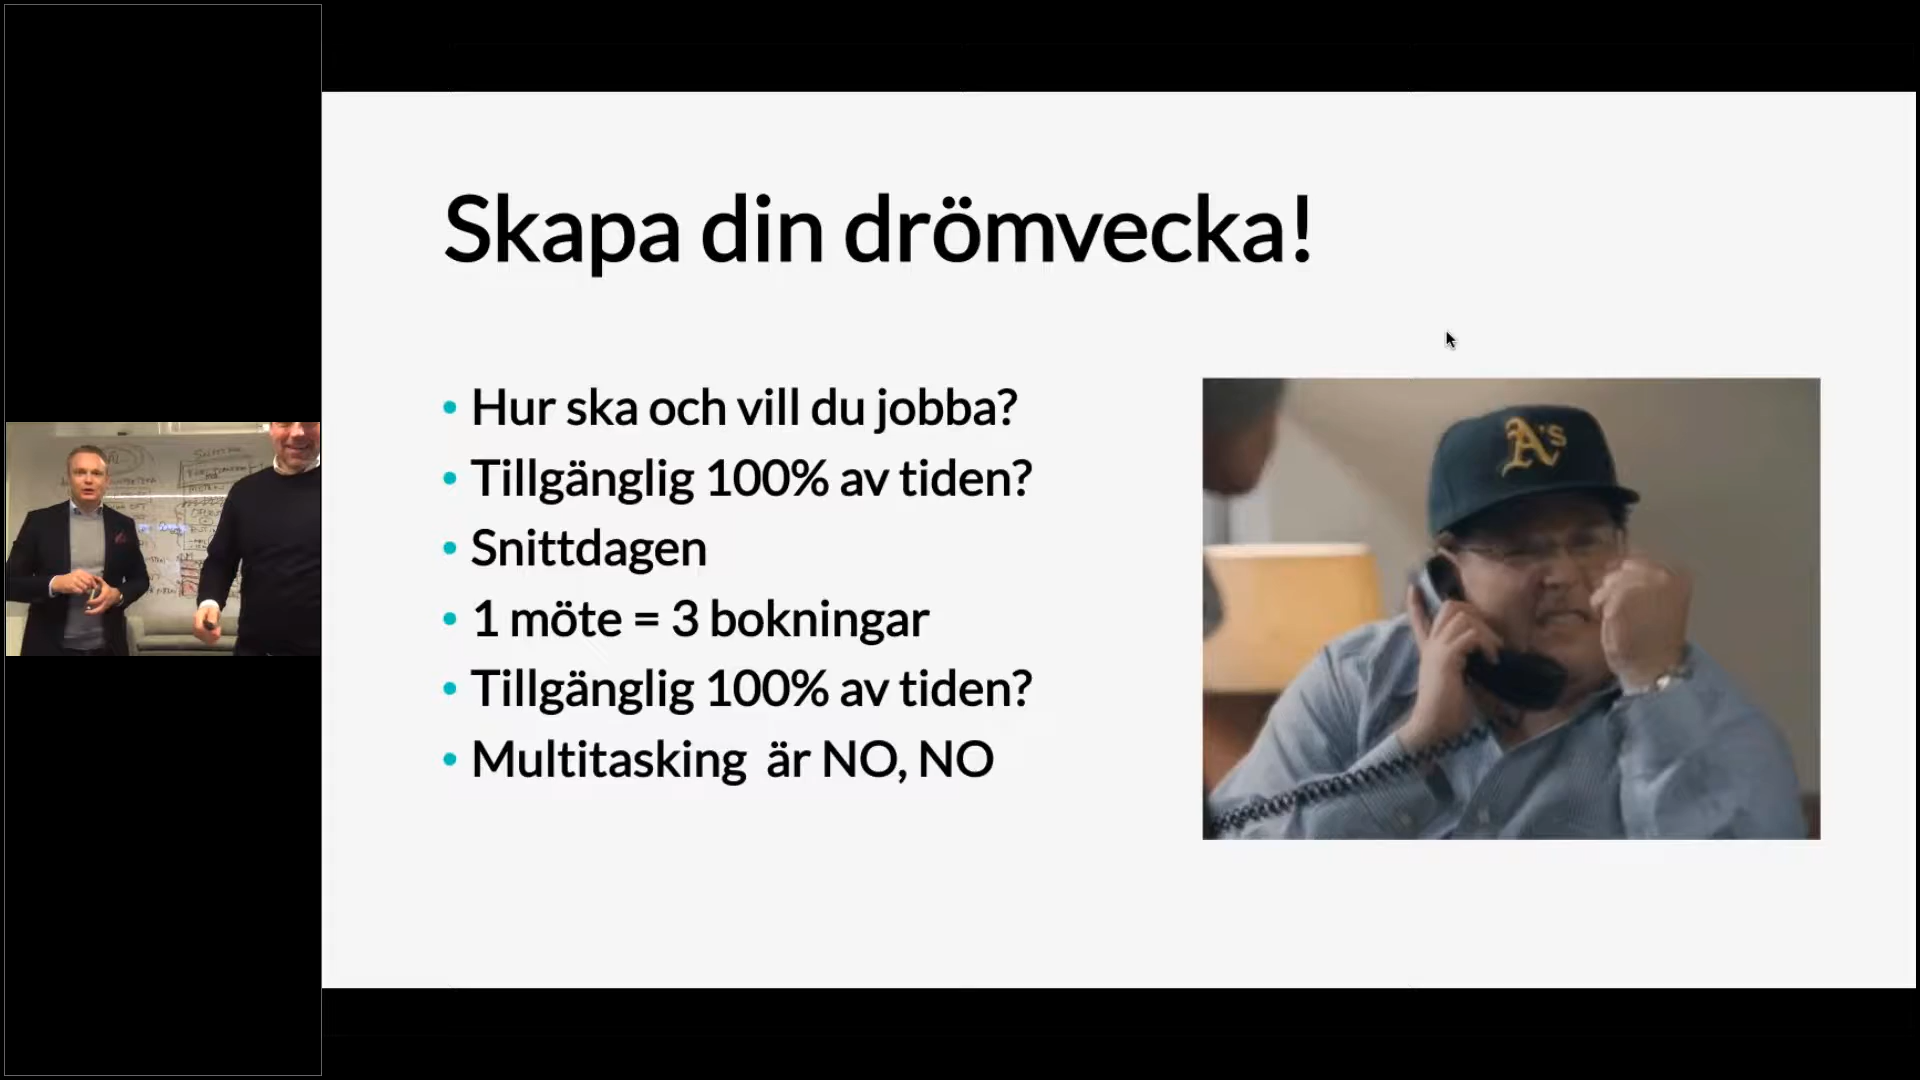 Skapa din drömvecka!
• Hur ska och vill du jobba?
• Tillgänglig 100% av tiden?
• Snittdagen
• 1 möte = 3 bokningar
• Tillgänglig 100% av tiden?
• Multitasking  är NO, NO
A's